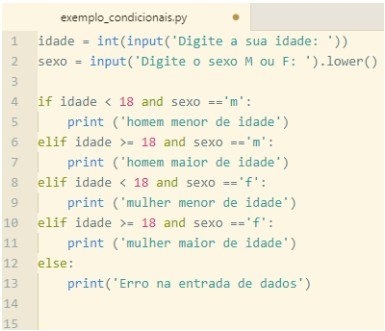 exemplo_condicionais.py
1 idade = int(input('Digite a sua idade: '))
2 sexo = input('Digite o sexo M ou F: ').lower()
3
4 if idade < 18 and sexo =='m':
5     print ('homem menor de idade')
6 elif idade >= 18 and sexo =='m':
7     print ('homem maior de idade')
8 elif idade < 18 and sexo =='f':
9     print ('mulher menor de idade')
10 elif idade >= 18 and sexo =='f':
11     print ('mulher maior de idade')
12 else:
13     print('Erro na entrada de dados')
14
15